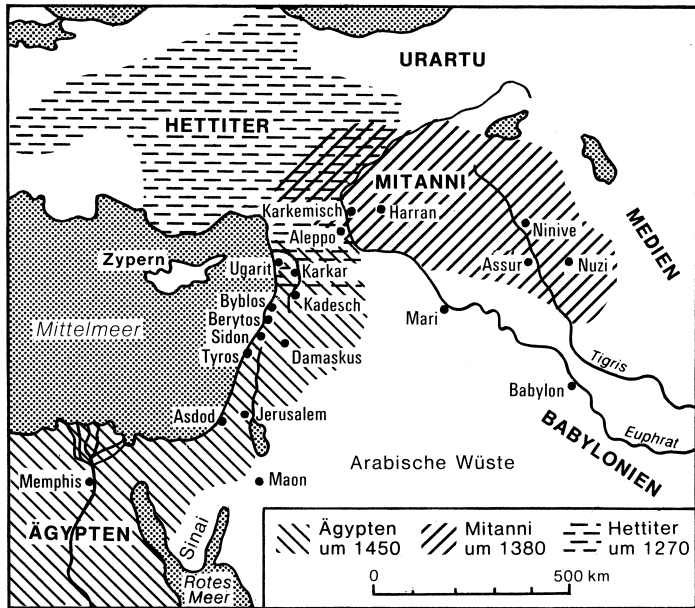 URARTU
HETTITER
MITANNI
Karkemisch
Harran
MEDIEN
Aleppo
Ninive
Zypern
Ugarit
Karkar
Assur
Nuzi
Byblos
Kadesch
Mittelmeer
Berytos
Mari
Sidon
Tyros
Damaskus
Tigris
Babylon
Asdod
Jerusalem
Euphrat
BABYLONIEN
Arabische Wüste
Memphis
Maon
ÄGYPTEN
Sinai
Rotes
Meer
Ägypten
um 1450
Mitanni
um 1380
Hettiter
um 1270
0
500 km